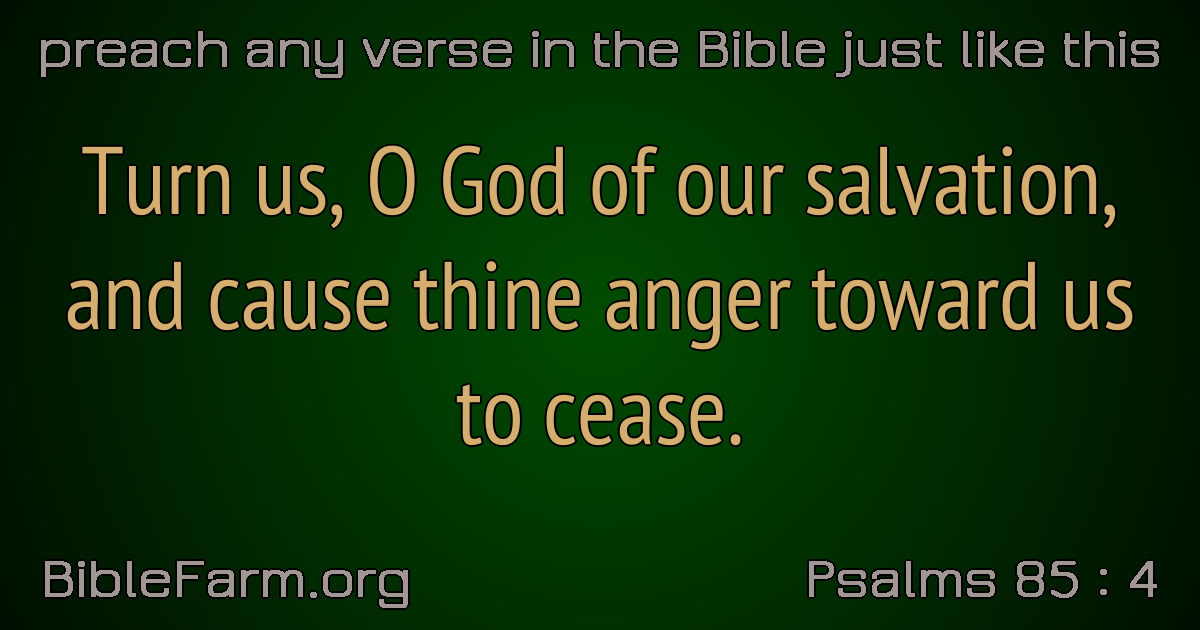 preach any verse in the Bible just like this
Turn us, O God of our salvation,
and cause thine anger toward us
to cease.
BibleFarm.org
Psalms 85 : 4